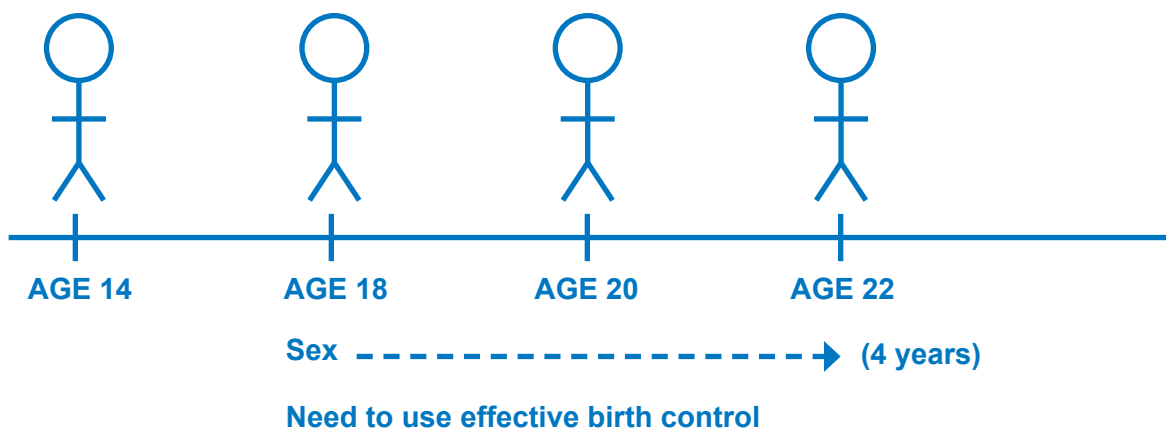 AGE 14 AGE 18 AGE 20 AGE 22
Sex (4 years)
Need to use effective birth control